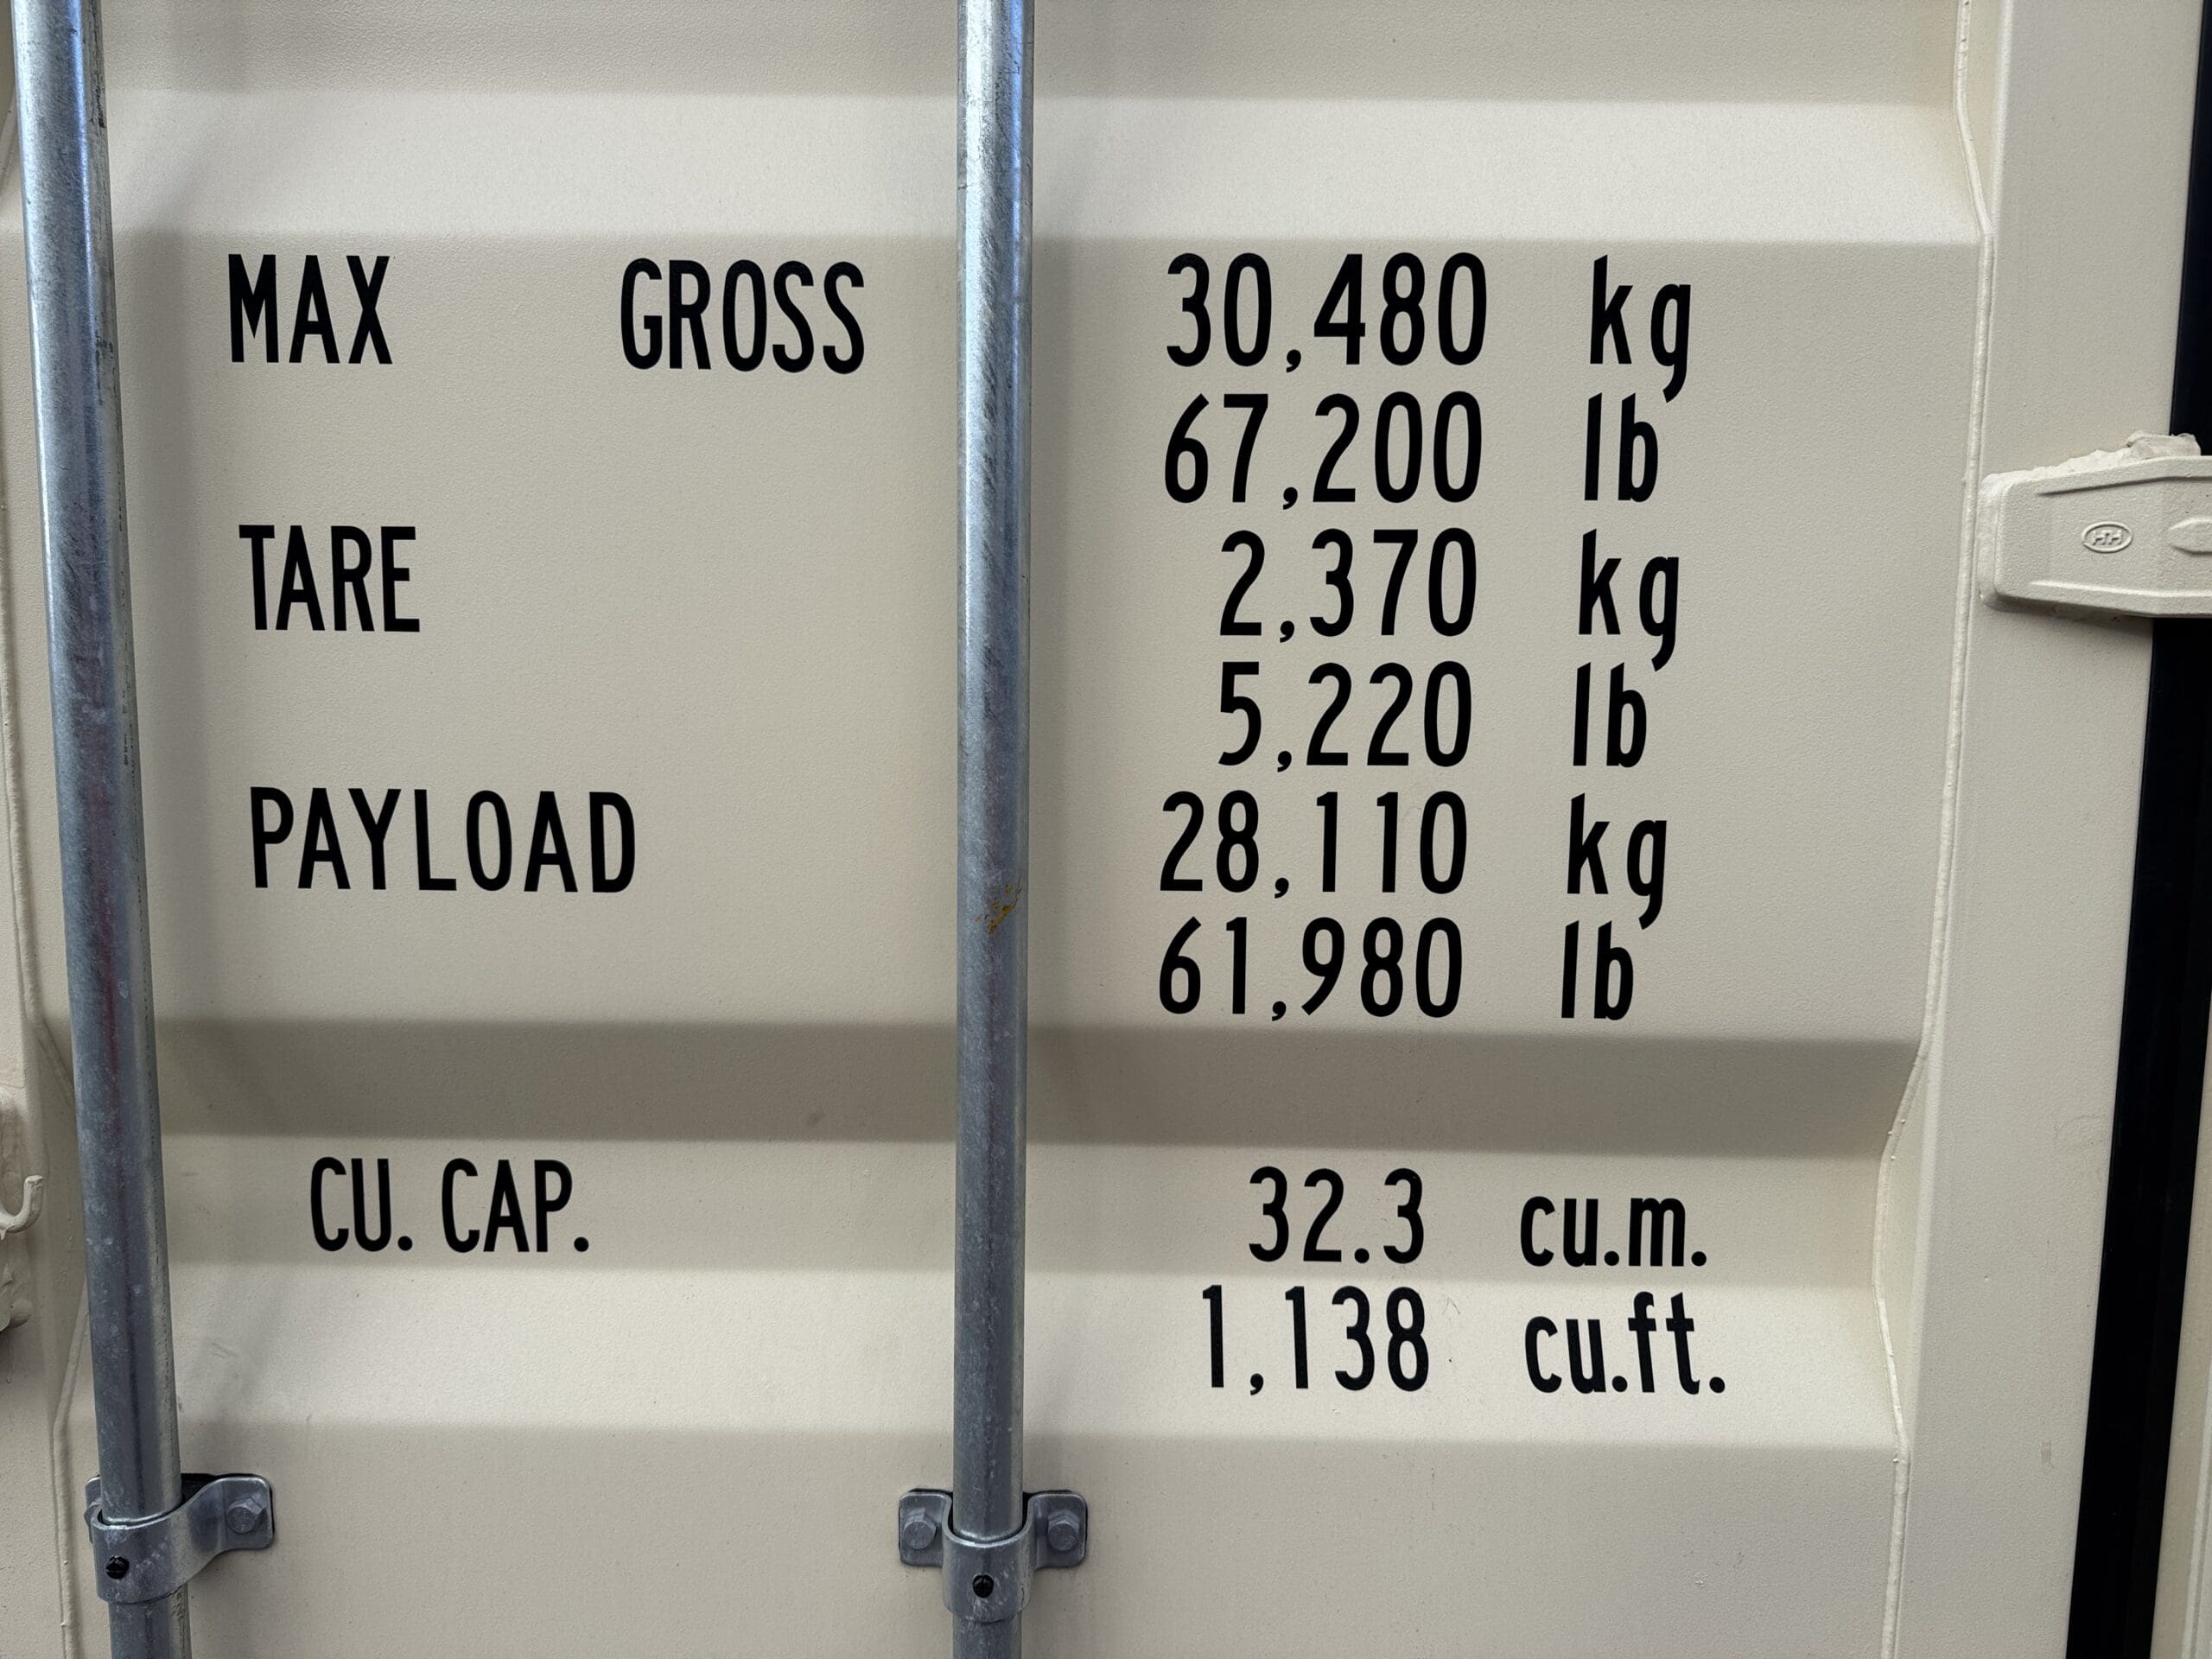 MAX GROSS 30,480 kg
67,200 lb
TARE 2,370 kg
5,220 lb
PAYLOAD 28,110 kg
61,980 lb
CU. CAP. 32.3 cu.m.
1,138 cu.ft.
HH